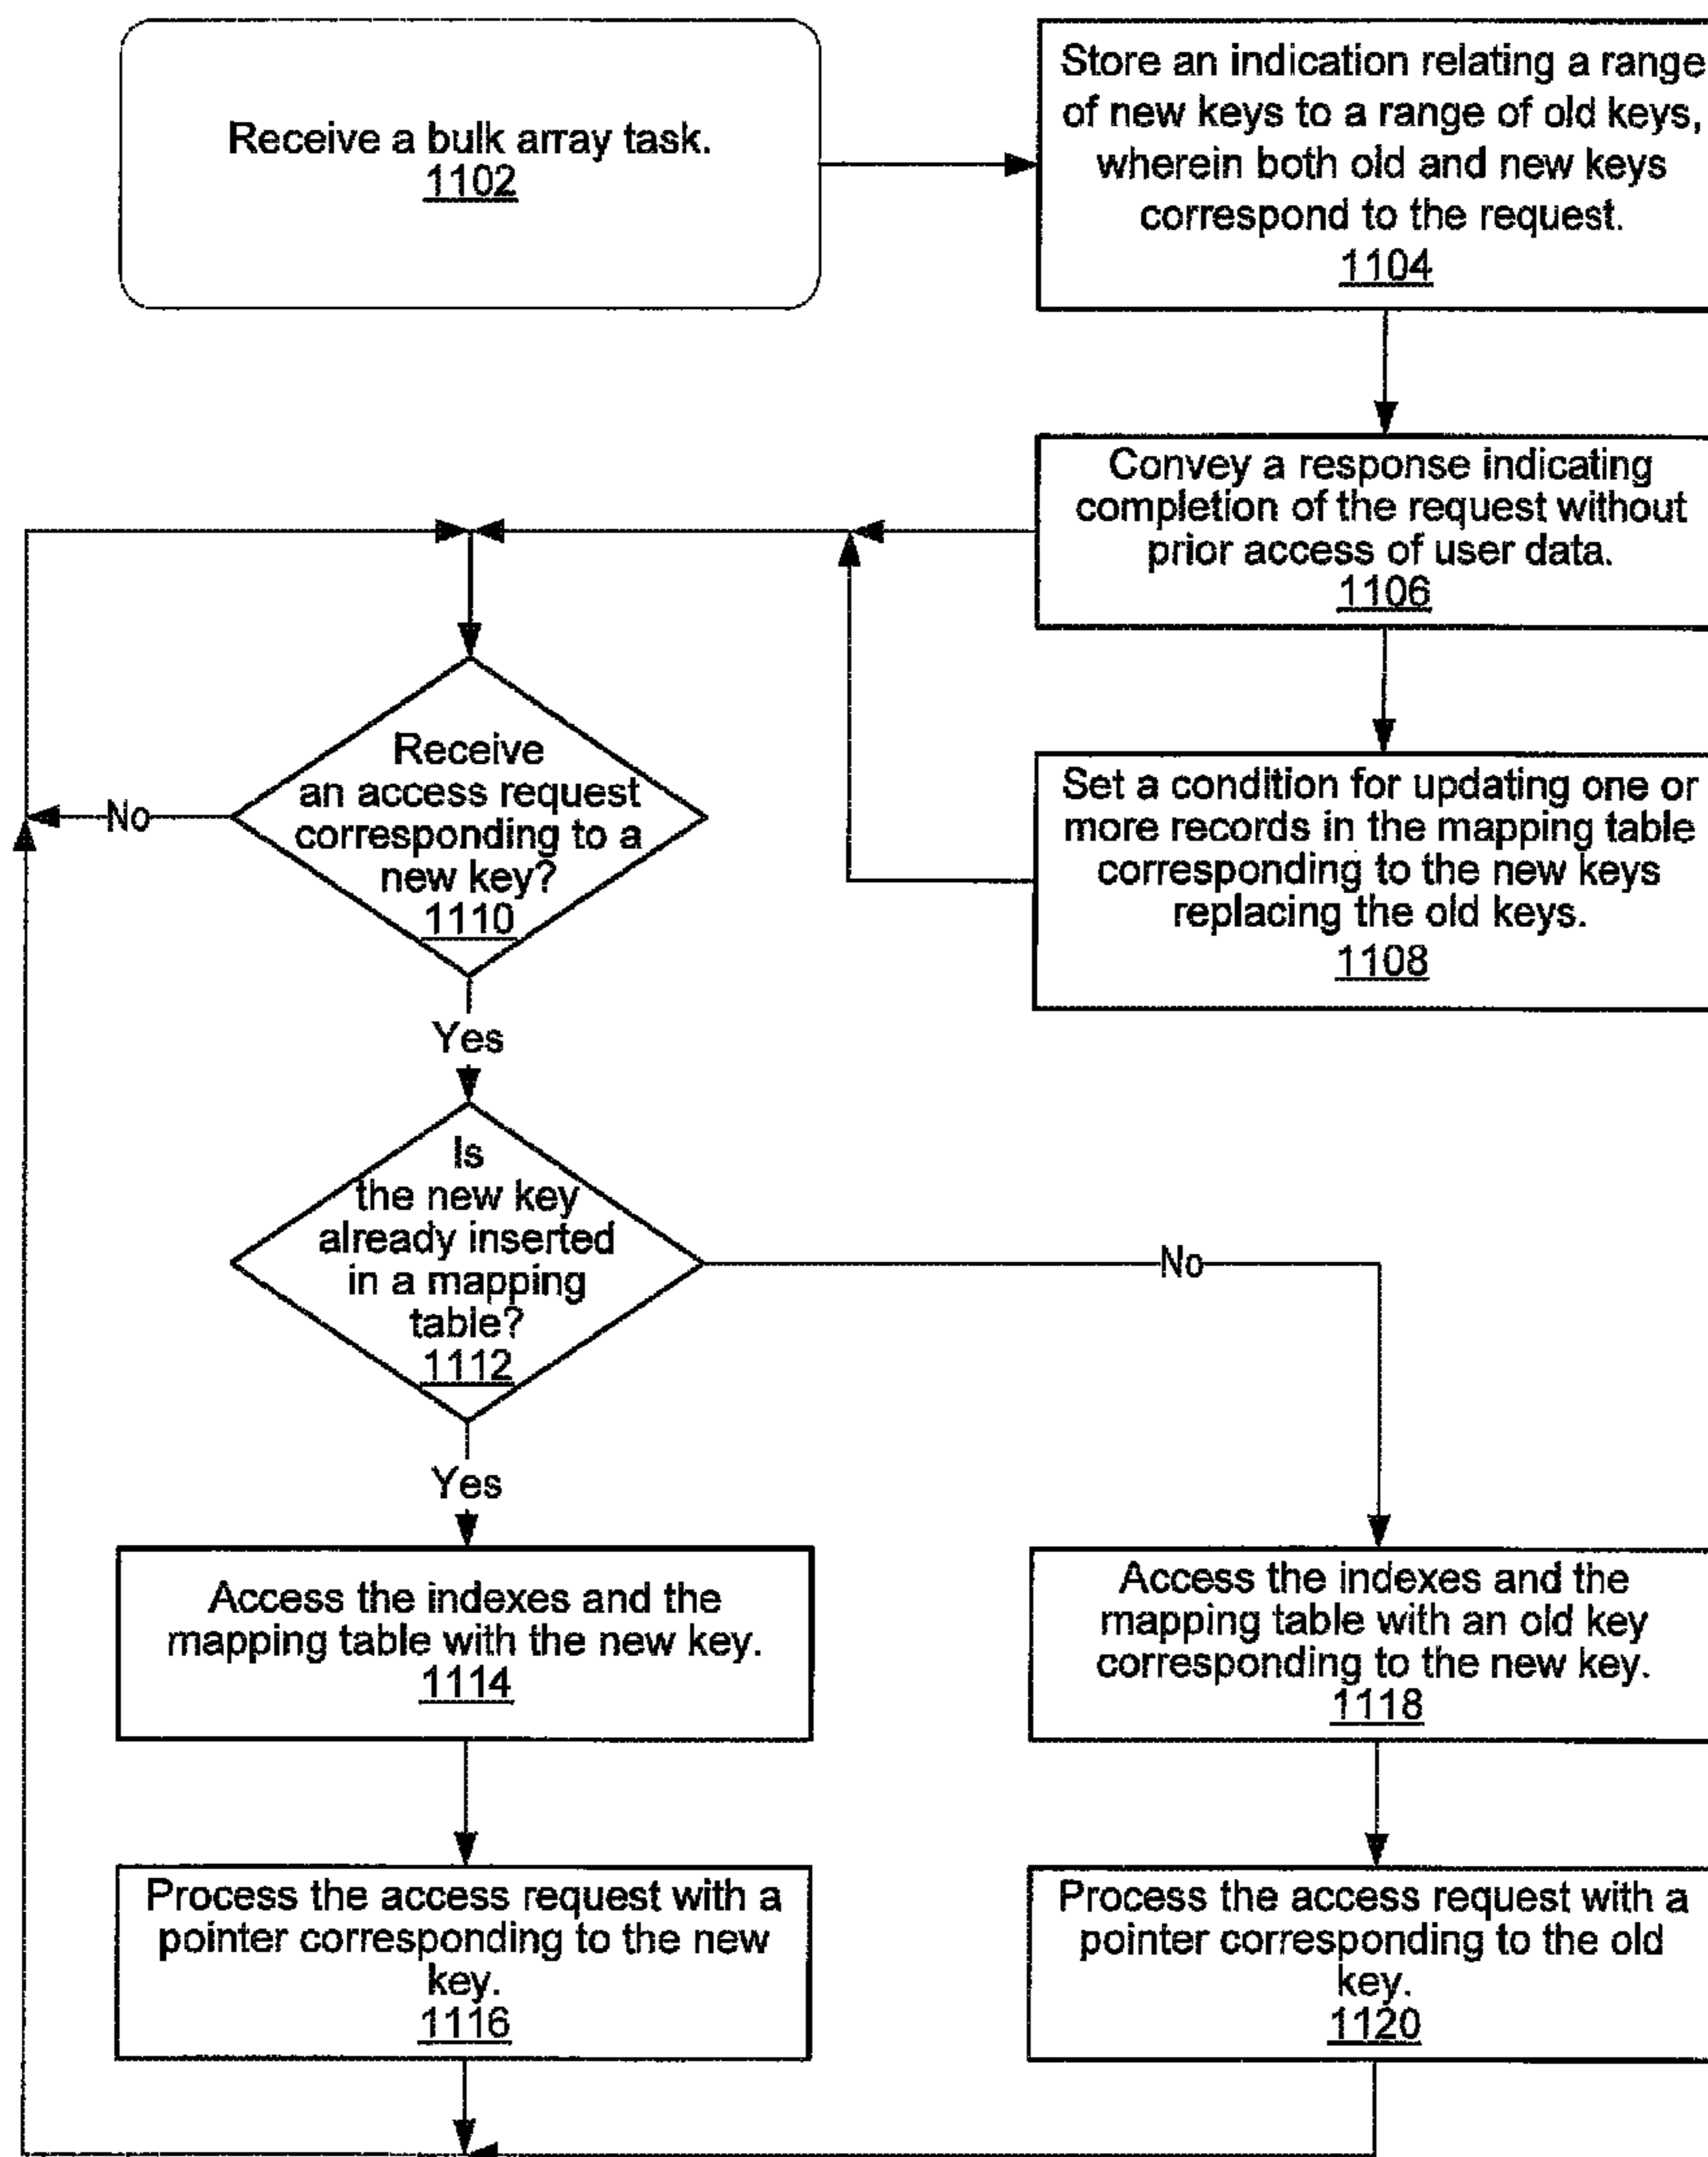 Receive a bulk array task.
1102
Store an indication relating a range
of new keys to a range of old keys,
wherein both old and new keys
correspond to the request.
1104
Convey a response indicating
completion of the request without
prior access of user data.
1106
Set a condition for updating one or
more records in the mapping table
corresponding to the new keys
replacing the old keys.
1108
Receive
an access request
corresponding to a
new key?
1110
No
Yes
Is
the new key
already inserted
in a mapping
table?
1112
No
Yes
Access the indexes and the
mapping table with the new key.
1114
Access the indexes and the
mapping table with an old key
corresponding to the new key.
1118
Process the access request with a
pointer corresponding to the new
key.
1116
Process the access request with a
pointer corresponding to the old
key.
1120